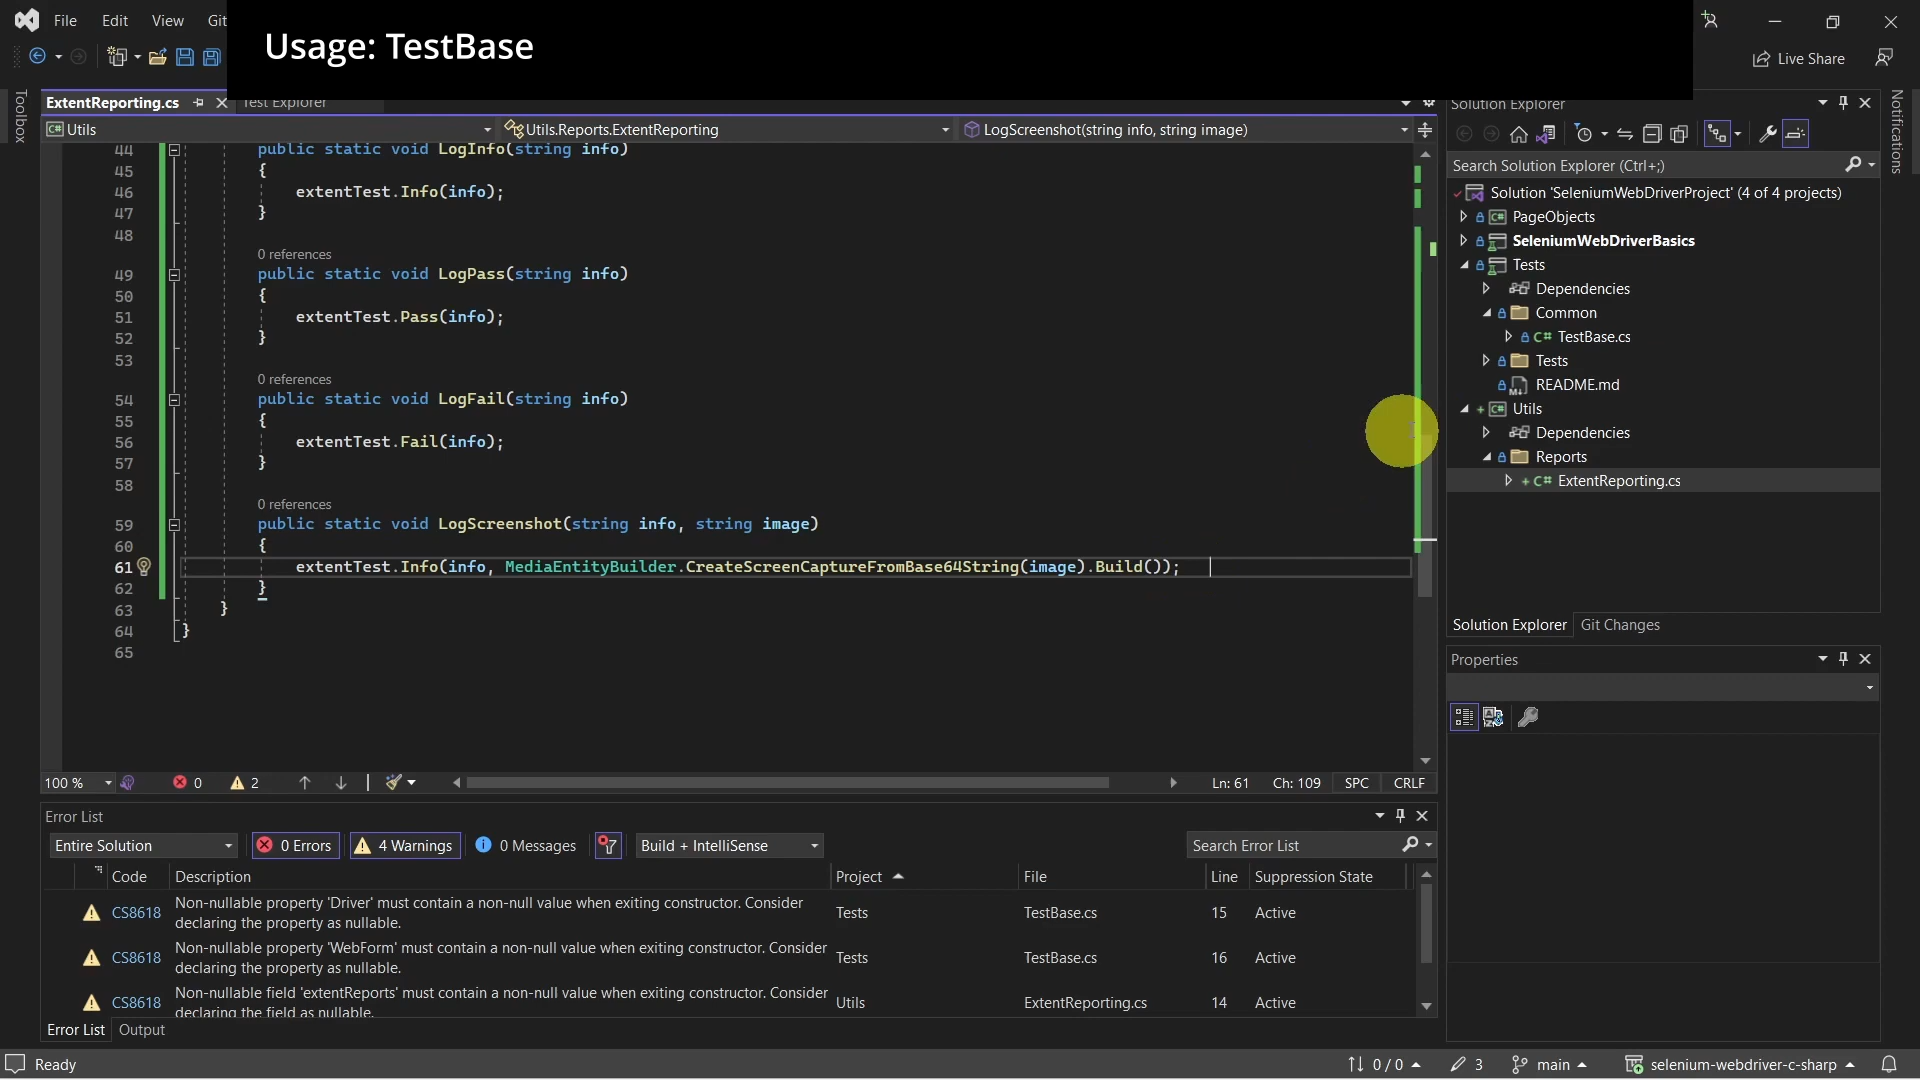 File Edit View Git
Usage: TestBase
Live Share
Toolbox
Notifications
ExtentReporting.cs
Test Explorer
Utils
Utils.Reports.ExtentReporting
LogScreenshot(string info, string image)
44 public static void LogInfo(string info)
45 {
46 extentTest.Info(info);
47 }
48
0 references
49 public static void LogPass(string info)
50 {
51 extentTest.Pass(info);
52 }
53
0 references
54 public static void LogFail(string info)
55 {
56 extentTest.Fail(info);
57 }
58
0 references
59 public static void LogScreenshot(string info, string image)
60 {
61 extentTest.Info(info, MediaEntityBuilder.CreateScreenCaptureFromBase64String(image).Build());
62 }
63 }
64 }
65
100 % 0 2 Ln: 61 Ch: 109 SPC CRLF
Solution Explorer
Search Solution Explorer (Ctrl+;)
Solution 'SeleniumWebDriverProject' (4 of 4 projects)
PageObjects
SeleniumWebDriverBasics
Tests
Dependencies
Common
C# TestBase.cs
Tests
README.md
Utils
Dependencies
Reports
C# ExtentReporting.cs
Solution Explorer Git Changes
Properties
Error List
Entire Solution 0 Errors 4 Warnings 0 Messages Build + IntelliSense Search Error List
Code Description Project File Line Suppression State
CS8618 Non-nullable property 'Driver' must contain a non-null value when exiting constructor. Consider declaring the property as nullable. Tests TestBase.cs 15 Active
CS8618 Non-nullable property 'WebForm' must contain a non-null value when exiting constructor. Consider declaring the property as nullable. Tests TestBase.cs 16 Active
CS8618 Non-nullable field 'extentReports' must contain a non-null value when exiting constructor. Consider declaring the field as nullable. Utils ExtentReporting.cs 14 Active
Error List Output
Ready 0 / 0 3 main selenium-webdriver-c-sharp